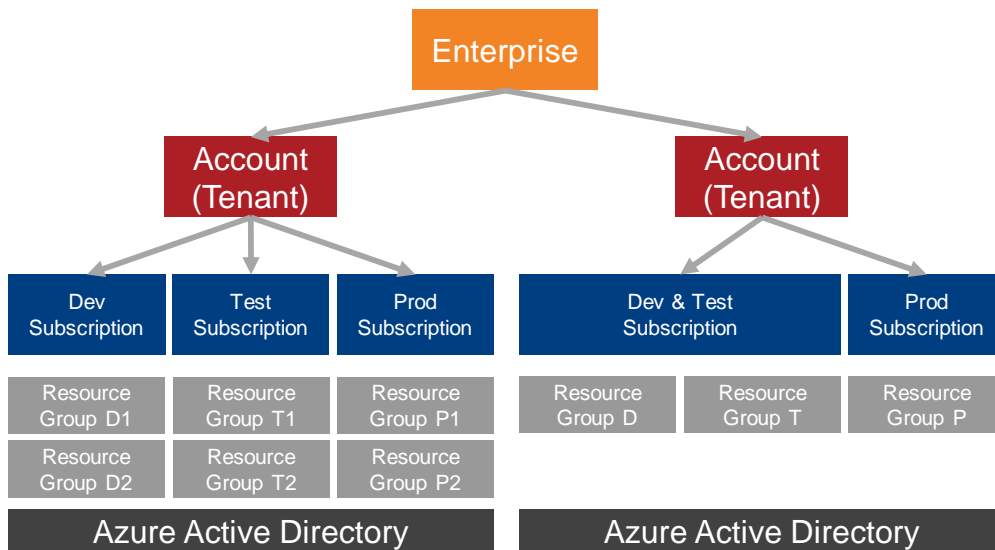 Enterprise
Account
(Tenant)
Account
(Tenant)
Dev
Subscription
Test
Subscription
Prod
Subscription
Dev & Test
Subscription
Prod
Subscription
Resource
Group D1
Resource
Group T1
Resource
Group P1
Resource
Group D
Resource
Group T
Resource
Group P
Resource
Group D2
Resource
Group T2
Resource
Group P2
Azure Active Directory
Azure Active Directory